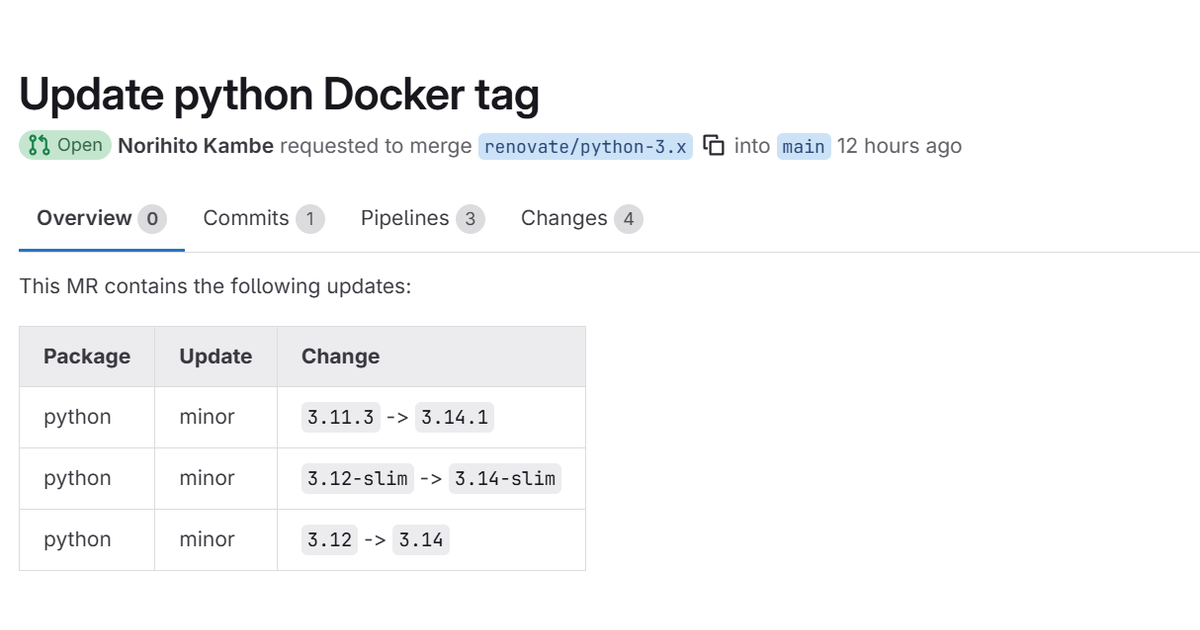 Update python Docker tag
Open Norihito Kambe requested to merge renovate/python-3.x into main 12 hours ago
Overview 0 Commits 1 Pipelines 3 Changes 4
This MR contains the following updates:
Package Update Change
python minor 3.11.3 -> 3.14.1
python minor 3.12-slim -> 3.14-slim
python minor 3.12 -> 3.14